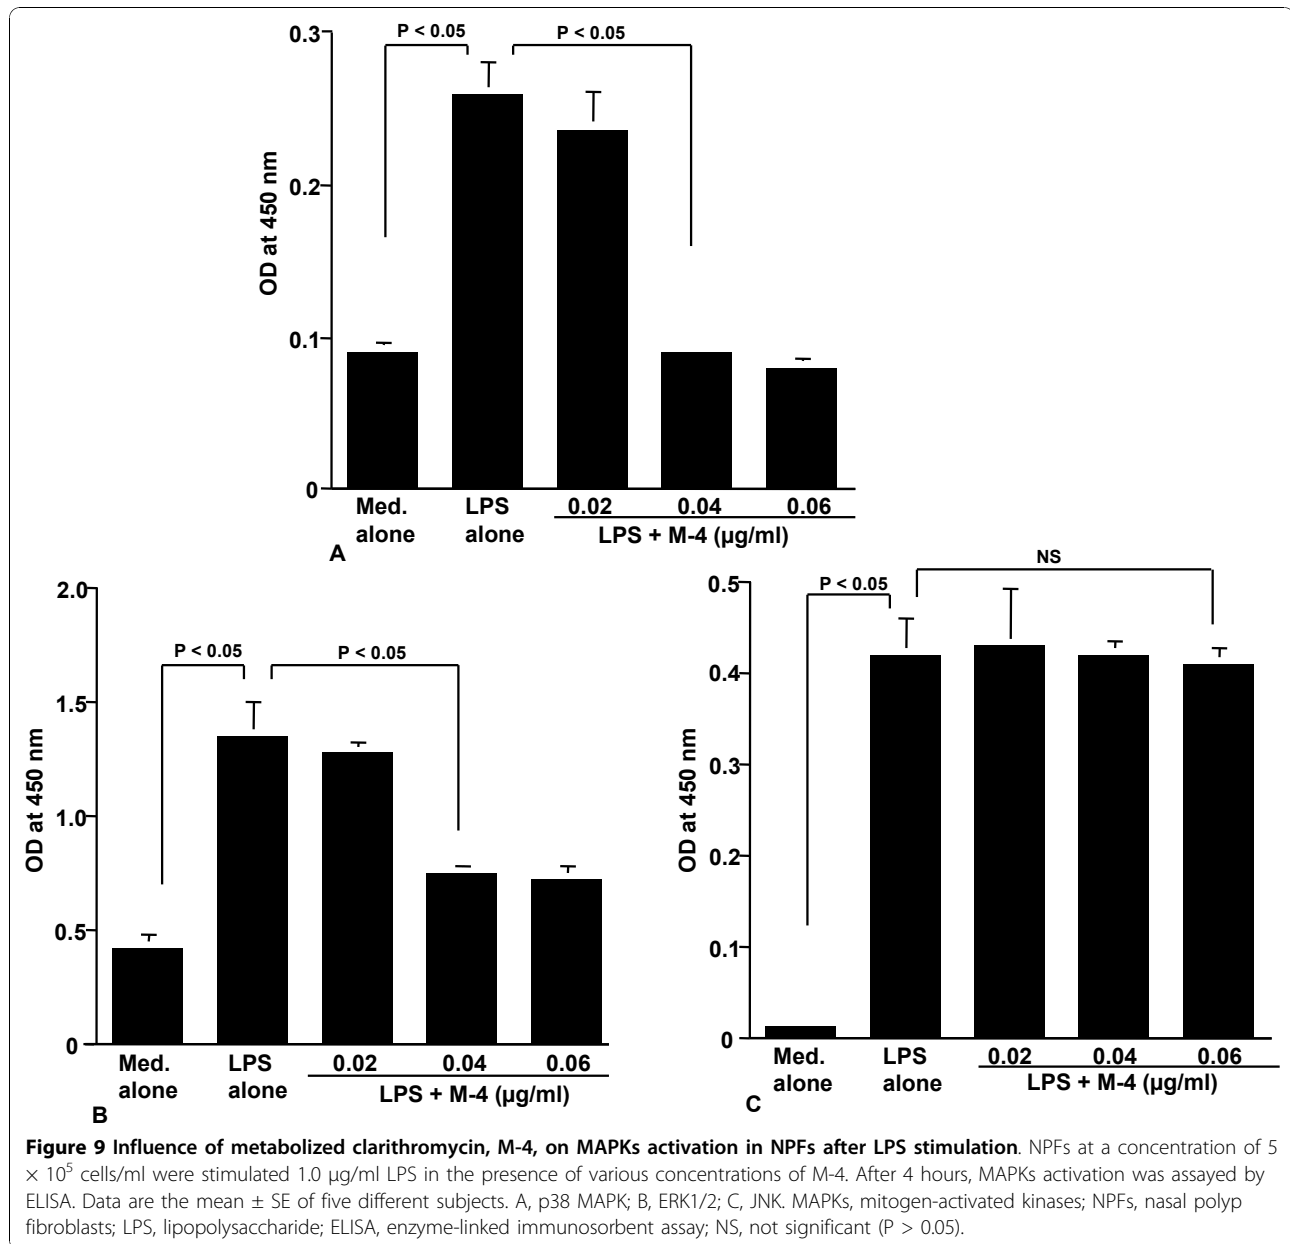 P < 0.05
P < 0.05
0.3
0.2
0.1
0
OD at 450 nm
Med. alone
LPS alone
0.02
0.04
0.06
LPS + M-4 (µg/ml)
A
2.0
1.5
1.0
0.5
0
OD at 450 nm
P < 0.05
P < 0.05
Med. alone
LPS alone
0.02
0.04
0.06
LPS + M-4 (µg/ml)
B
NS
P < 0.05
0.5
0.4
0.3
0.2
0.1
0
OD at 450 nm
Med. alone
LPS alone
0.02
0.04
0.06
LPS + M-4 (µg/ml)
C
Figure 9 Influence of metabolized clarithromycin, M-4, on MAPKs activation in NPFs after LPS stimulation. NPFs at a concentration of 5
× 10⁵ cells/ml were stimulated 1.0 µg/ml LPS in the presence of various concentrations of M-4. After 4 hours, MAPKs activation was assayed by
ELISA. Data are the mean ± SE of five different subjects. A, p38 MAPK; B, ERK1/2; C, JNK. MAPKs, mitogen-activated kinases; NPFs, nasal polyp
fibroblasts; LPS, lipopolysaccharide; ELISA, enzyme-linked immunosorbent assay; NS, not significant (P > 0.05).